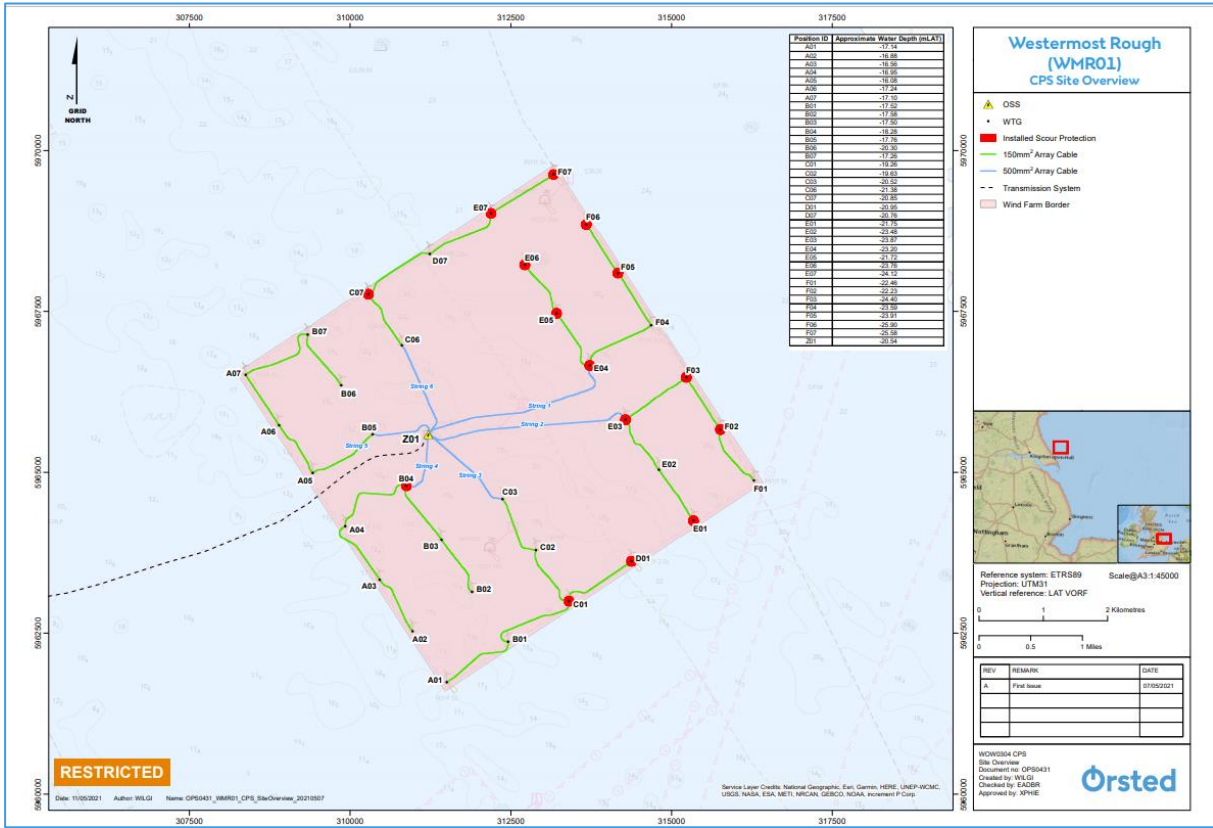 307500 310000 312500 315000 317500
GRID
NORTH
Position ID Approximate Water Depth (mLAT)
A01 -17.14
A02 -16.88
A03 -16.56
A04 -16.95
A05 -16.08
A06 -17.24
A07 -17.10
B01 -17.52
B02 -17.58
B03 -17.50
B04 -18.28
B05 -17.76
B06 -20.30
B07 -17.26
C01 -19.26
C02 -19.63
C03 -20.52
C06 -21.38
C07 -20.85
D01 -20.95
D07 -20.76
E01 -21.75
E02 -23.48
E03 -23.87
E04 -23.20
E05 -21.72
E06 -23.76
E07 -24.12
F01 -22.46
F02 -22.23
F03 -24.40
F04 -23.59
F05 -23.91
F06 -25.90
F07 -25.58
Z01 -20.54
5970000
5967500
5965000
5962500
5960000
F07
E07
F06
D07
E06
F05
C07
E05
F04
B07
C06
A07
E04
F03
B06
String 6
String 1
String 2
E03
F02
A06
B05
Z01
String 5
String 4
String 3
E02
F01
A05
B04
C03
E01
A04
B03
C02
D01
A03
B02
C01
A02
B01
A01
RESTRICTED
Date: 11/05/2021 Author: WILGI Name: OPS0431_WMR01_CPS_SiteOverview_20210507
Service Layer Credits: National Geographic, Esri, Garmin, HERE, UNEP-WCMC,
USGS, NASA, ESA, METI, NRCAN, GEBCO, NOAA, increment P Corp.
5970000
5967500
5965000
5962500
5960000
307500 310000 312500 315000 317500
Westermost Rough
(WMR01)
CPS Site Overview
OSS
WTG
Installed Scour Protection
150mm² Array Cable
500mm² Array Cable
Transmission System
Wind Farm Border
Reference system: ETRS89 Scale@A3:1:45000
Projection: UTM31
Vertical reference: LAT VORF
0 1 2 Kilometres
0 0.5 1 Miles
REV REMARK DATE
A First Issue 07/05/2021
WOW0304 CPS
Site Overview
Document no: OPS0431
Created by: WILGI
Checked by: EADBR
Approved by: XPHIE
Ørsted